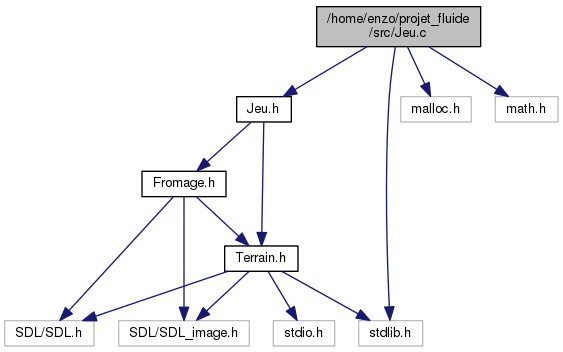 /home/enzo/projet_fluide
/src/Jeu.c
Jeu.h
malloc.h
math.h
Fromage.h
Terrain.h
SDL/SDL.h
SDL/SDL_image.h
stdio.h
stdlib.h